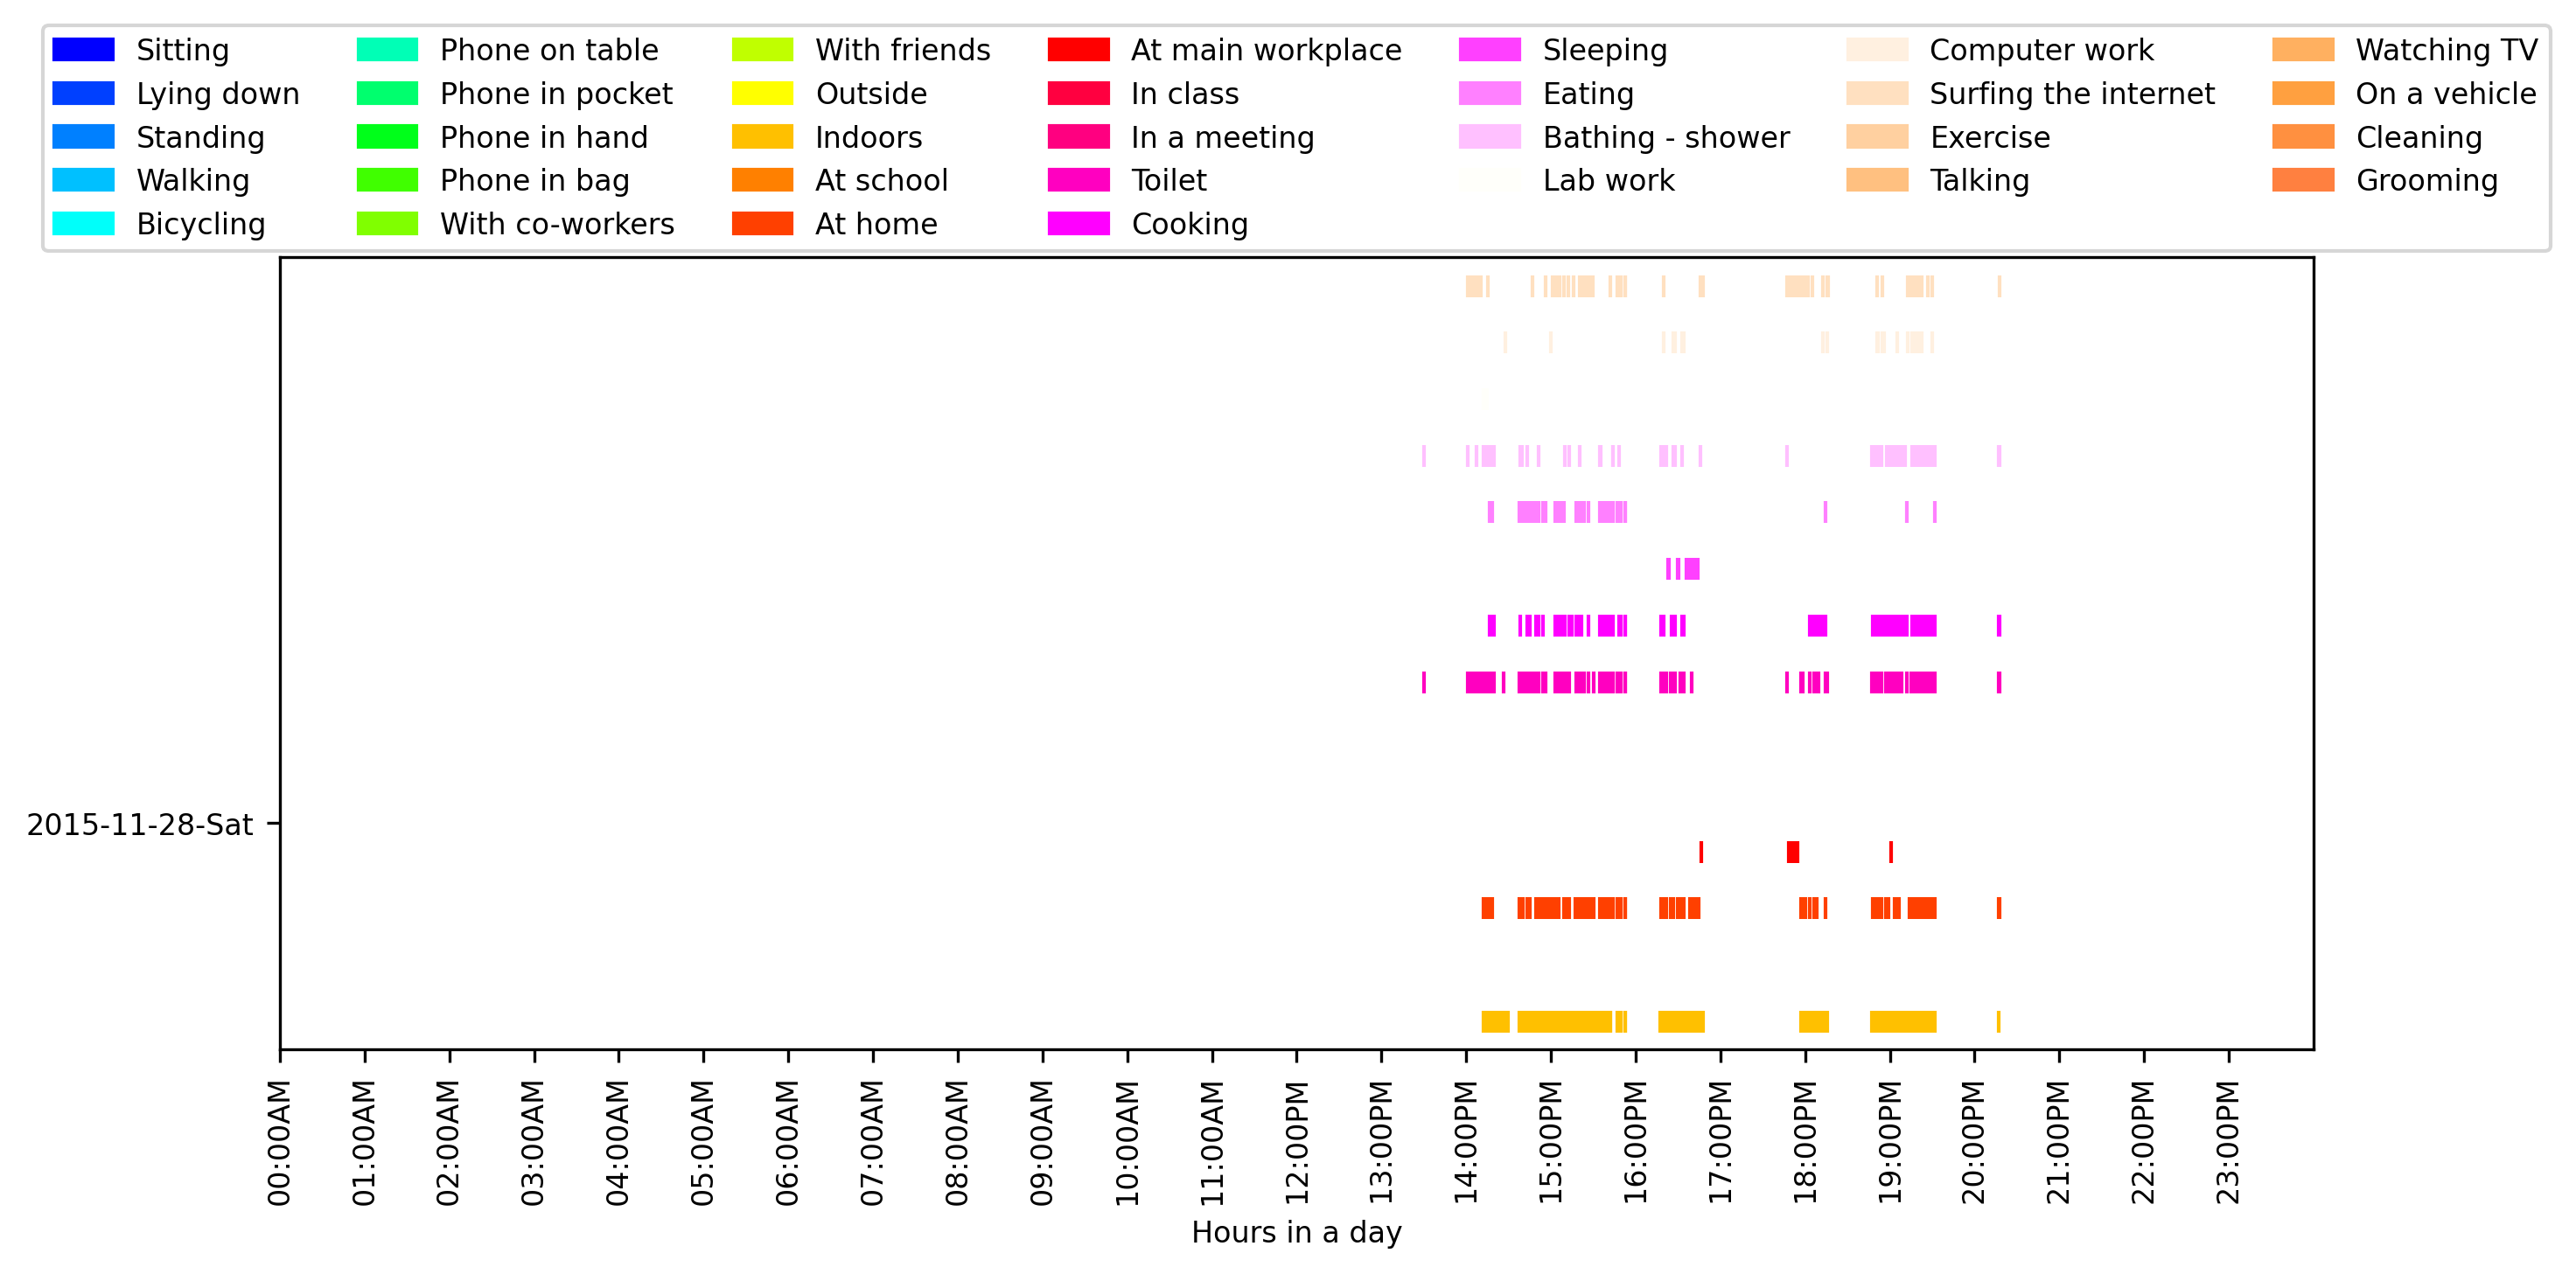 Sitting
Lying down
Standing
Walking
Bicycling
Phone on table
Phone in pocket
Phone in hand
Phone in bag
With co-workers
With friends
Outside
Indoors
At school
At home
At main workplace
In class
In a meeting
Toilet
Cooking
Sleeping
Eating
Bathing - shower
Lab work
Computer work
Surfing the internet
Exercise
Talking
Watching TV
On a vehicle
Cleaning
Grooming
2015-11-28-Sat
00:00AM
01:00AM
02:00AM
03:00AM
04:00AM
05:00AM
06:00AM
07:00AM
08:00AM
09:00AM
10:00AM
11:00AM
12:00PM
13:00PM
14:00PM
15:00PM
16:00PM
17:00PM
18:00PM
19:00PM
20:00PM
21:00PM
22:00PM
23:00PM
Hours in a day